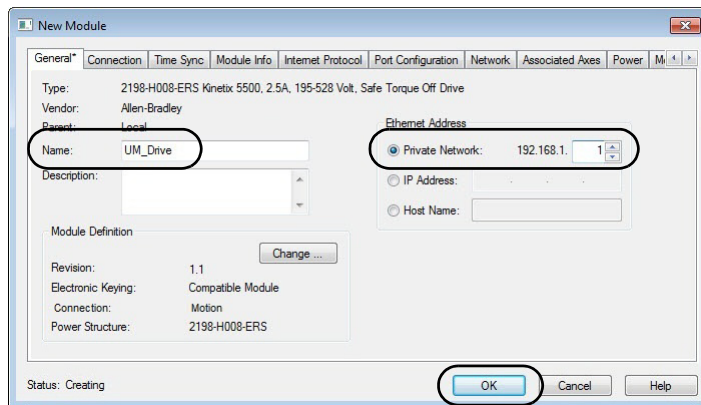 New Module
General* Connection Time Sync Module Info Internet Protocol Port Configuration Network Associated Axes Power
Type: 2198-H008-ERS Kinetix 5500, 2.5A, 195-528 Volt, Safe Torque Off Drive
Vendor: Allen-Bradley
Parent: Local
Name: UM_Drive
Description:
Ethernet Address
Private Network: 192.168.1. 1
IP Address: . . .
Host Name:
Module Definition
Change ...
Revision: 1.1
Electronic Keying: Compatible Module
Connection: Motion
Power Structure: 2198-H008-ERS
Status: Creating
OK Cancel Help